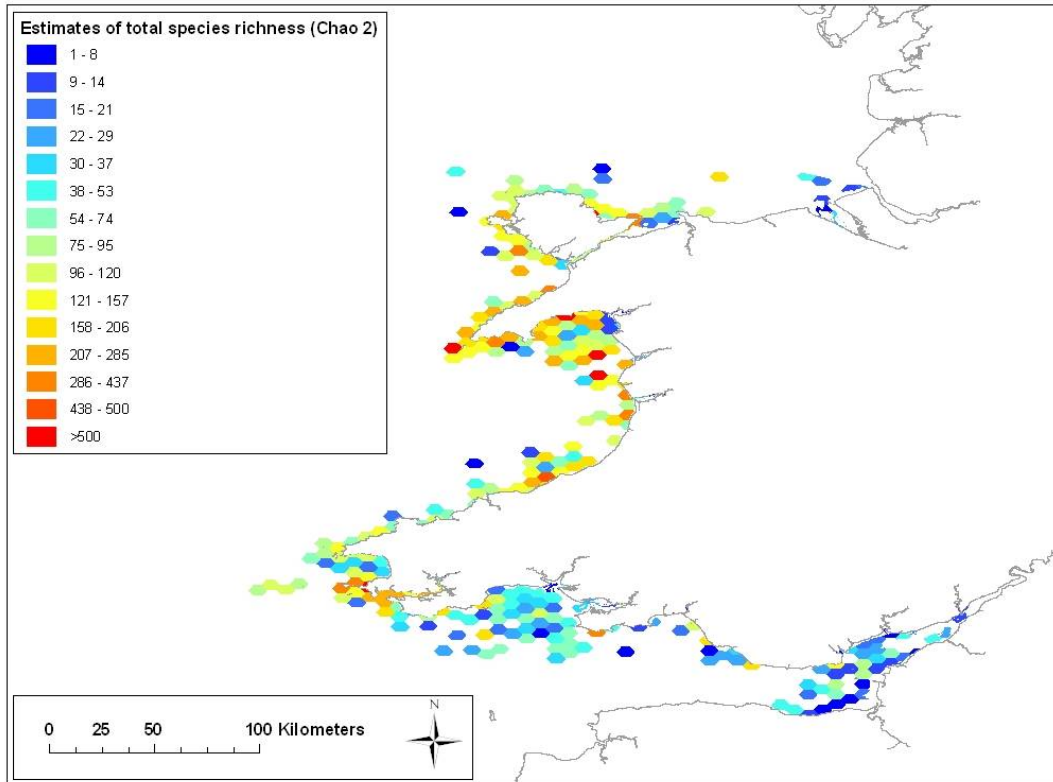 Estimates of total species richness (Chao 2)
1 - 8
9 - 14
15 - 21
22 - 29
30 - 37
38 - 53
54 - 74
75 - 95
96 - 120
121 - 157
158 - 206
207 - 285
286 - 437
438 - 500
>500
0 25 50 100 Kilometers
N